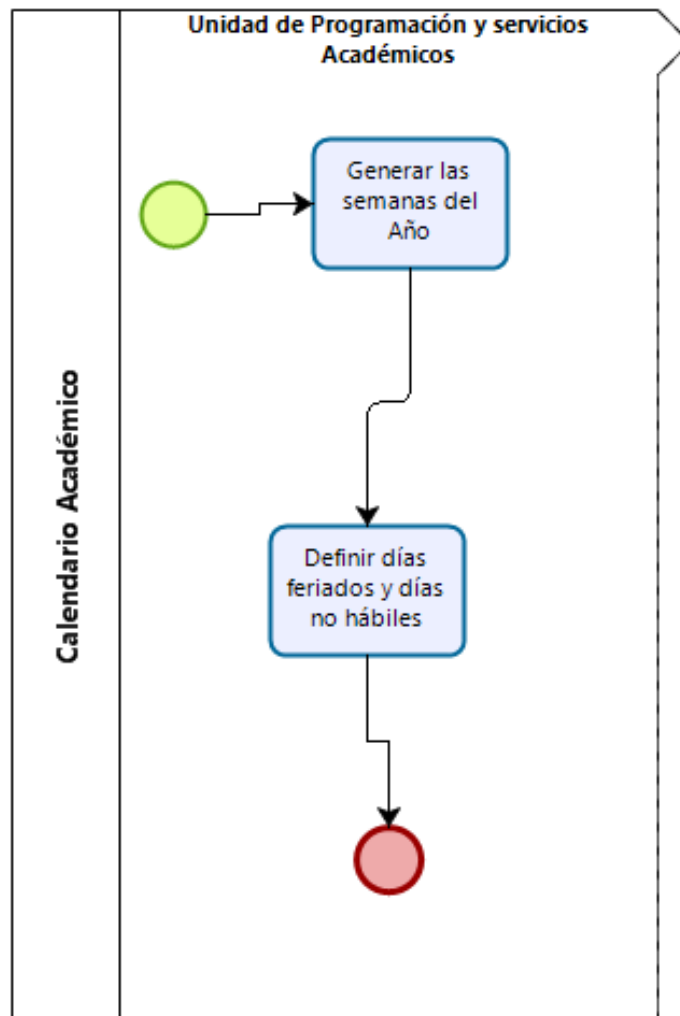 Unidad de Programación y servicios
Académicos
Generar las
semanas del
Año
Calendario Académico
Definir días
feriados y días
no hábiles